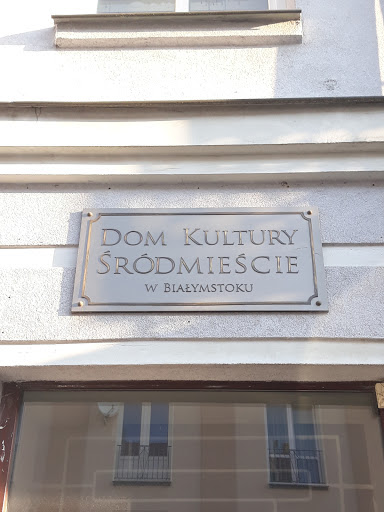 DOM KULTURY
ŚRÓDMIEŚCIE
W BIAŁYMSTOKU